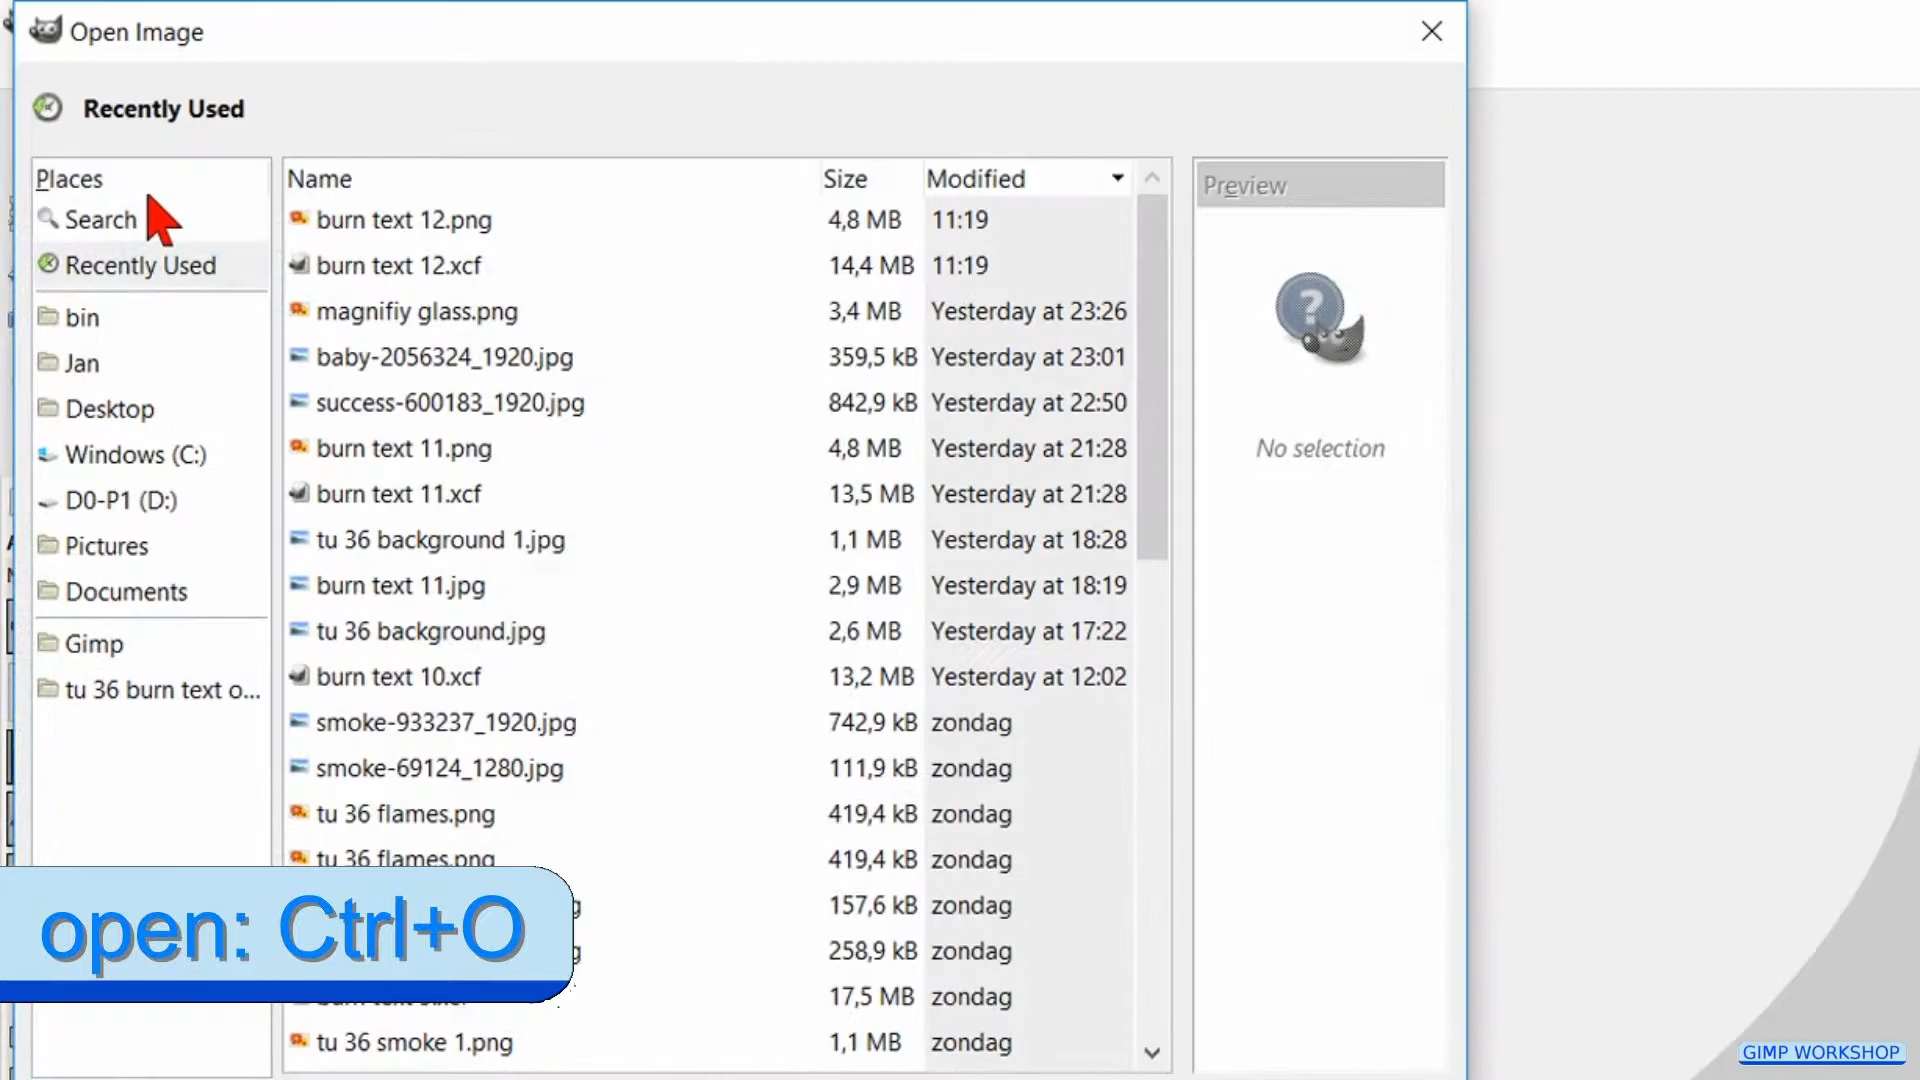 Open Image
Recently Used
Places
Search
Recently Used
bin
Jan
Desktop
Windows (C:)
D0-P1 (D:)
Pictures
Documents
Gimp
tu 36 burn text o...
Name Size Modified
burn text 12.png 4,8 MB 11:19
burn text 12.xcf 14,4 MB 11:19
magnifiy glass.png 3,4 MB Yesterday at 23:26
baby-2056324_1920.jpg 359,5 kB Yesterday at 23:01
success-600183_1920.jpg 842,9 kB Yesterday at 22:50
burn text 11.png 4,8 MB Yesterday at 21:28
burn text 11.xcf 13,5 MB Yesterday at 21:28
tu 36 background 1.jpg 1,1 MB Yesterday at 18:28
burn text 11.jpg 2,9 MB Yesterday at 18:19
tu 36 background.jpg 2,6 MB Yesterday at 17:22
burn text 10.xcf 13,2 MB Yesterday at 12:02
smoke-933237_1920.jpg 742,9 kB zondag
smoke-69124_1280.jpg 111,9 kB zondag
tu 36 flames.png 419,4 kB zondag
tu 36 flames.png 419,4 kB zondag
157,6 kB zondag
258,9 kB zondag
17,5 MB zondag
tu 36 smoke 1.png 1,1 MB zondag
Preview
No selection
open: Ctrl+O
GIMP WORKSHOP